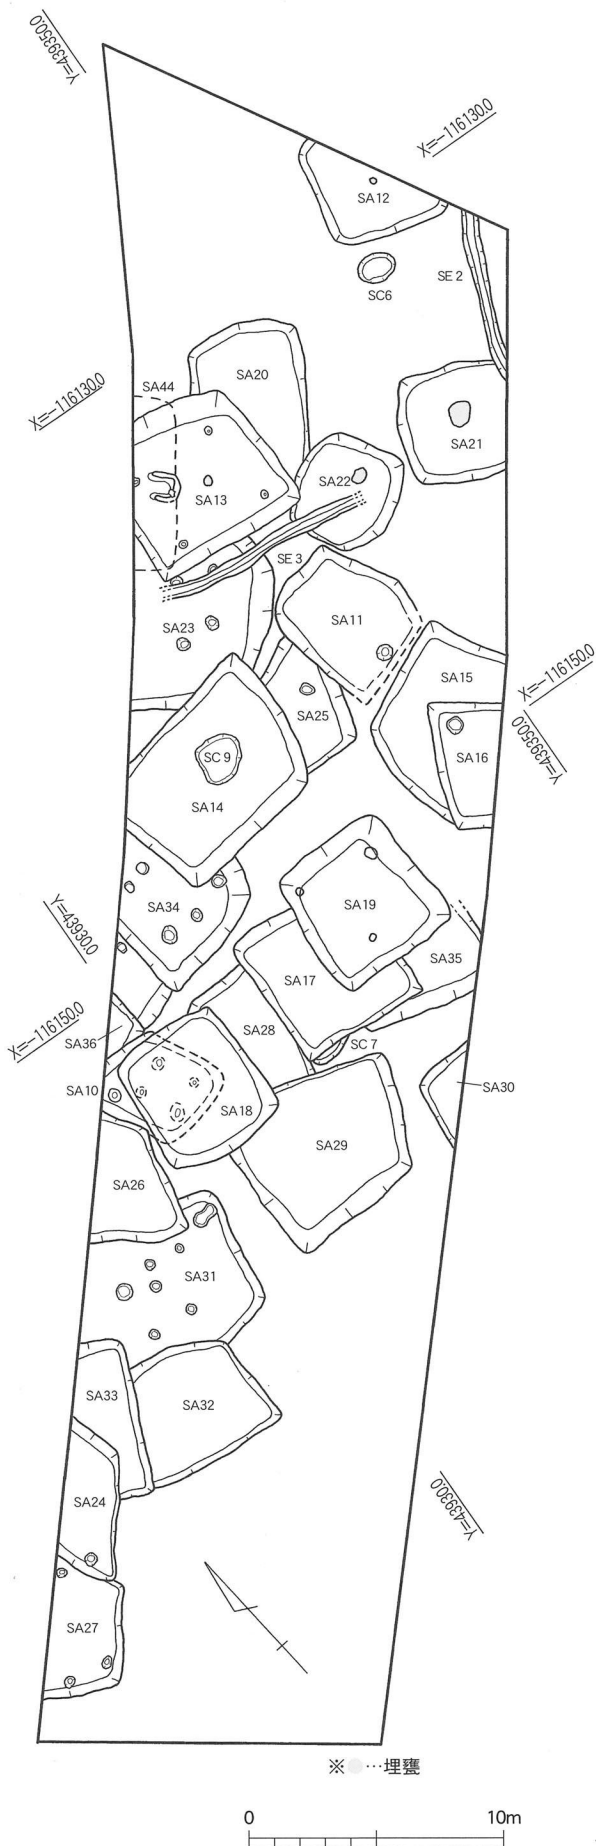 Y=439350.0
X=-116130.0
SA12
SE 2
SC6
SA20
SA44
X=-116130.0
SA21
SA22
SA13
SE 3
SA11
SA23
SA15
X=-116150.0
Y=439350.0
SA25
SC 9
SA16
SA14
SA19
SA34
Y=43930.0
SA35
SA17
SA28
X=-116150.0
SA36
SC 7
SA10
SA30
SA18
SA29
SA26
SA31
SA33
SA32
SA24
Y=43930.0
SA27
※●…埋甕
0 10m